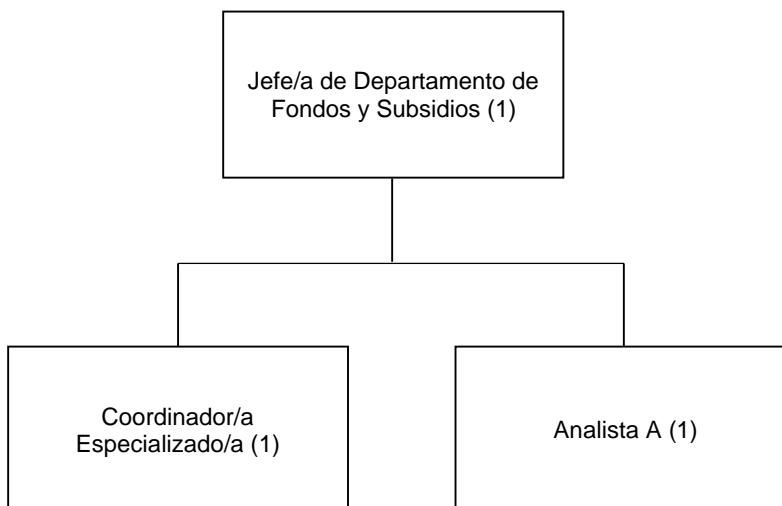 Jefe/a de Departamento de
Fondos y Subsidios (1)
Coordinador/a
Especializado/a (1)
Analista A (1)